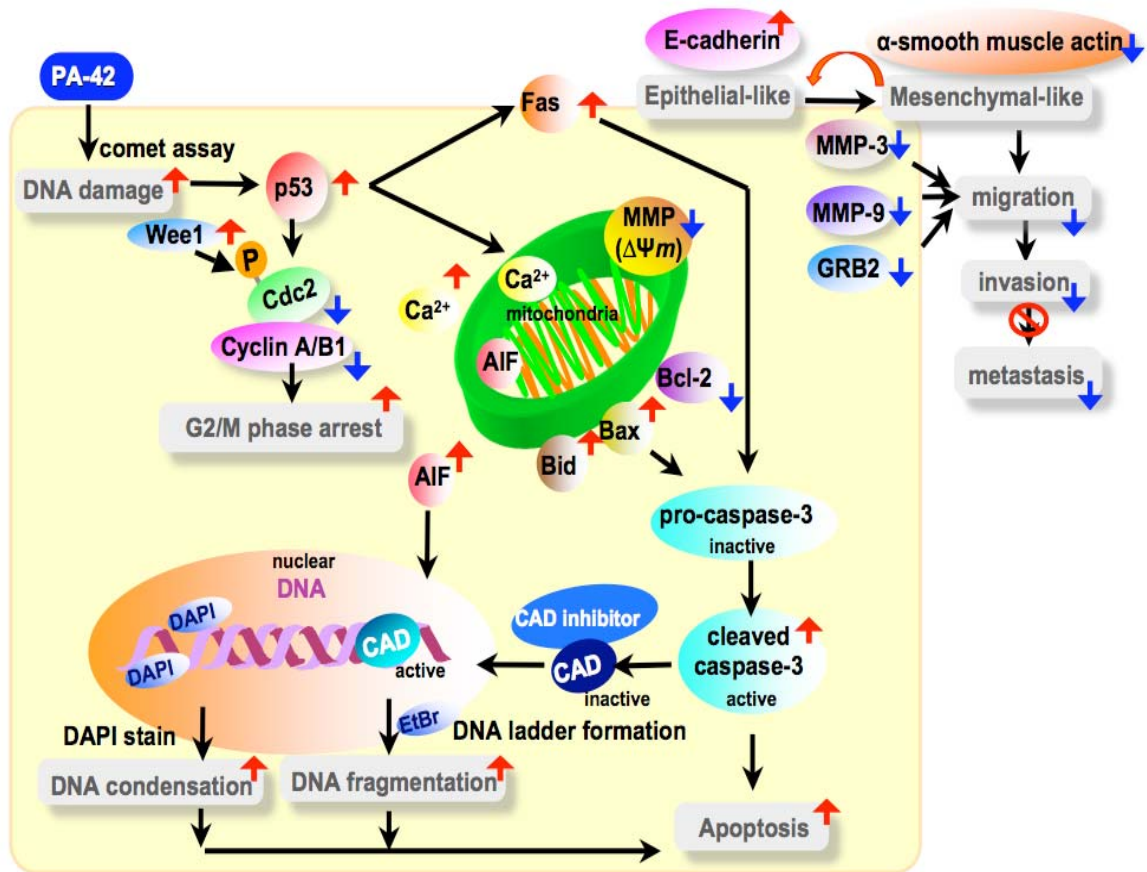 PA-42
comet assay
DNA damage
p53
Fas
E-cadherin
α-smooth muscle actin
Epithelial-like
Mesenchymal-like
MMP-3
MMP-9
GRB2
migration
invasion
metastasis
Wee1
P
Cdc2
Cyclin A/B1
G2/M phase arrest
Ca²⁺
Ca²⁺
MMP
(ΔΨm)
mitochondria
AIF
Bcl-2
Bax
Bid
AIF
pro-caspase-3
inactive
nuclear
DNA
DAPI
DAPI
CAD
active
CAD inhibitor
CAD
inactive
cleaved
caspase-3
active
EtBr
DAPI stain
DNA ladder formation
DNA condensation
DNA fragmentation
Apoptosis